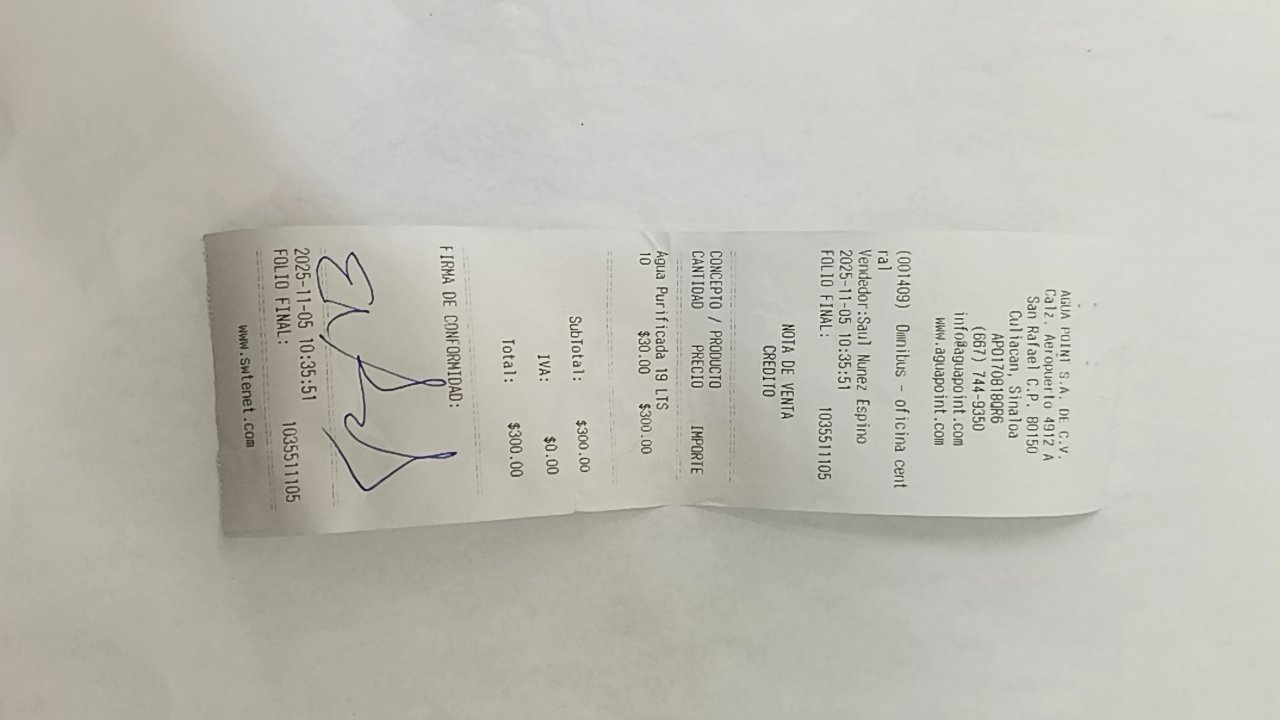 AGUA POINT S.A. DE C.V.
Calz. Aeropuerto 4912 A
San Rafael C.P. 80150
Culiacan, Sinaloa
APO170818QR6
(667) 744-9350
info@aguapoint.com
www.aguapoint.com
(001409) Omnibus - oficina cent
ral
Vendedor:Saul Nunez Espino
2025-11-05 10:35:51
FOLIO FINAL: 1035511105
NOTA DE VENTA
CREDITO
CONCEPTO / PRODUCTO
CANTIDAD PRECIO IMPORTE
Agua Purificada 19 LTS
10 $30.00 $300.00
SubTotal: $300.00
IVA: $0.00
Total: $300.00
FIRMA DE CONFORMIDAD:
2025-11-05 10:35:51
FOLIO FINAL: 1035511105
www.swtenet.com